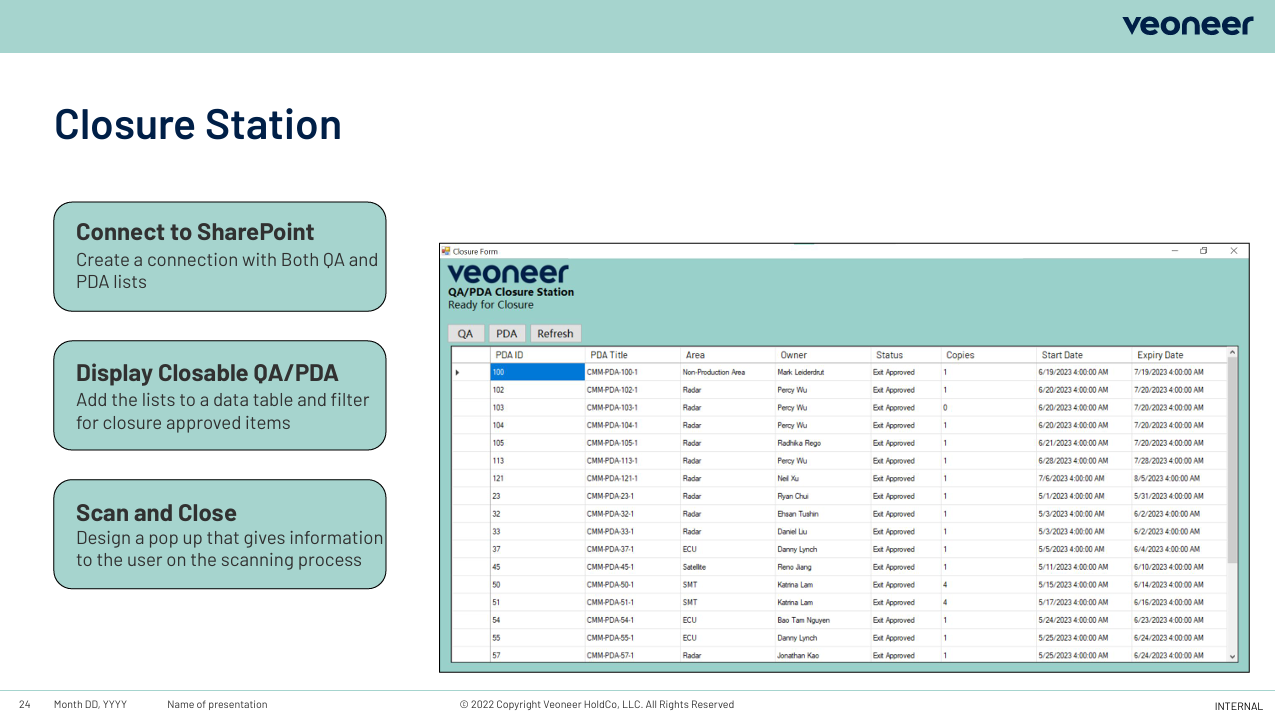 veoneer
Closure Station
Connect to SharePoint
Create a connection with Both QA and
PDA lists
Display Closable QA/PDA
Add the lists to a data table and filter
for closure approved items
Scan and Close
Design a pop up that gives information
to the user on the scanning process
Closure Form
veoneer
QA/PDA Closure Station
Ready for Closure
QA PDA Refresh
PDA ID PDA Title Area Owner Status Copies Start Date Expiry Date
100 CMM-PDA-100-1 Non-Production Area Mark Leiderdrut Exit Approved 1 6/19/2023 4:00:00 AM 7/19/2023 4:00:00 AM
102 CMM-PDA-102-1 Radar Percy Wu Exit Approved 1 6/20/2023 4:00:00 AM 7/20/2023 4:00:00 AM
103 CMM-PDA-103-1 Radar Percy Wu Exit Approved 0 6/20/2023 4:00:00 AM 7/20/2023 4:00:00 AM
104 CMM-PDA-104-1 Radar Percy Wu Exit Approved 1 6/20/2023 4:00:00 AM 7/20/2023 4:00:00 AM
105 CMM-PDA-105-1 Radar Radhika Rego Exit Approved 1 6/21/2023 4:00:00 AM 7/20/2023 4:00:00 AM
113 CMM-PDA-113-1 Radar Percy Wu Exit Approved 1 6/28/2023 4:00:00 AM 7/28/2023 4:00:00 AM
121 CMM-PDA-121-1 Radar Neil Xu Exit Approved 1 7/6/2023 4:00:00 AM 8/5/2023 4:00:00 AM
23 CMM-PDA-23-1 Radar Ryan Chui Exit Approved 1 5/1/2023 4:00:00 AM 5/31/2023 4:00:00 AM
32 CMM-PDA-32-1 Radar Ehsan Tushin Exit Approved 1 5/3/2023 4:00:00 AM 6/2/2023 4:00:00 AM
33 CMM-PDA-33-1 Radar Daniel Liu Exit Approved 1 5/3/2023 4:00:00 AM 6/2/2023 4:00:00 AM
37 CMM-PDA-37-1 ECU Danny Lynch Exit Approved 1 5/5/2023 4:00:00 AM 6/4/2023 4:00:00 AM
45 CMM-PDA-45-1 Satellite Reno Jiang Exit Approved 1 5/11/2023 4:00:00 AM 6/10/2023 4:00:00 AM
50 CMM-PDA-50-1 SMT Katrina Lam Exit Approved 4 5/15/2023 4:00:00 AM 6/14/2023 4:00:00 AM
51 CMM-PDA-51-1 SMT Katrina Lam Exit Approved 4 5/17/2023 4:00:00 AM 6/16/2023 4:00:00 AM
54 CMM-PDA-54-1 ECU Bao Tam Nguyen Exit Approved 1 5/24/2023 4:00:00 AM 6/23/2023 4:00:00 AM
55 CMM-PDA-55-1 ECU Danny Lynch Exit Approved 1 5/25/2023 4:00:00 AM 6/24/2023 4:00:00 AM
57 CMM-PDA-57-1 Radar Jonathan Kao Exit Approved 1 5/25/2023 4:00:00 AM 6/24/2023 4:00:00 AM
24 Month DD, YYYY Name of presentation © 2022 Copyright Veoneer HoldCo, LLC. All Rights Reserved INTERNAL